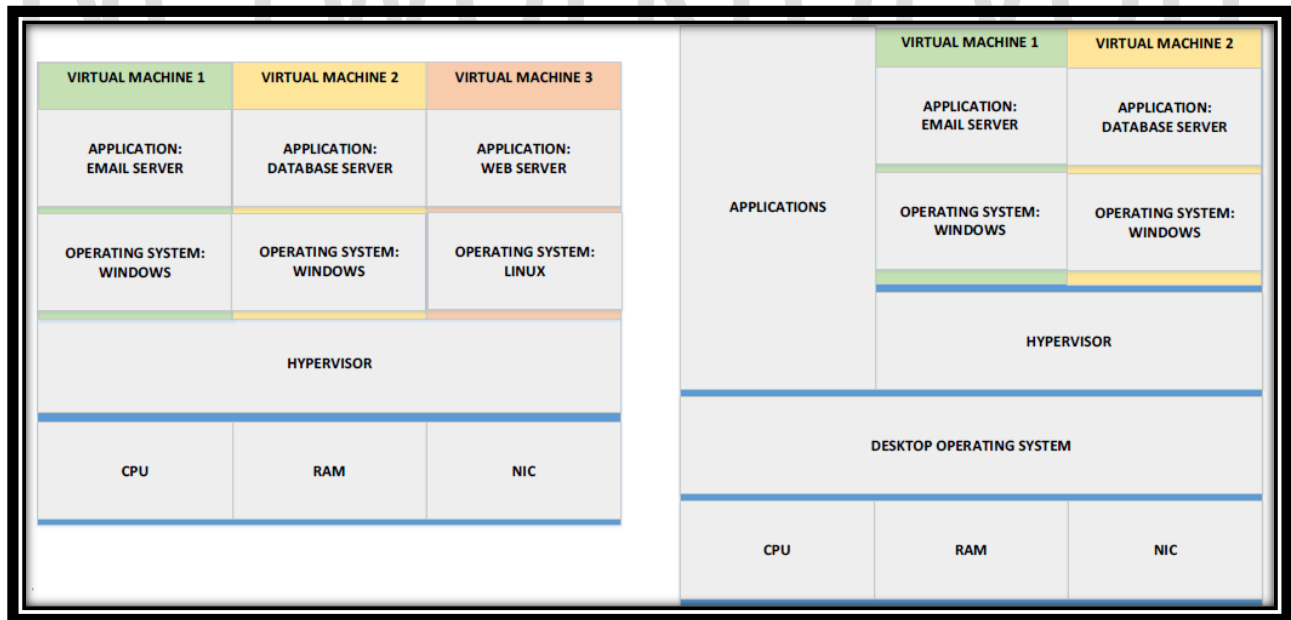 VIRTUAL MACHINE 1
VIRTUAL MACHINE 2
VIRTUAL MACHINE 3
APPLICATION:
EMAIL SERVER
APPLICATION:
DATABASE SERVER
APPLICATION:
WEB SERVER
OPERATING SYSTEM:
WINDOWS
OPERATING SYSTEM:
WINDOWS
OPERATING SYSTEM:
LINUX
HYPERVISOR
CPU
RAM
NIC
VIRTUAL MACHINE 1
VIRTUAL MACHINE 2
APPLICATION:
EMAIL SERVER
APPLICATION:
DATABASE SERVER
APPLICATIONS
OPERATING SYSTEM:
WINDOWS
OPERATING SYSTEM:
WINDOWS
HYPERVISOR
DESKTOP OPERATING SYSTEM
CPU
RAM
NIC